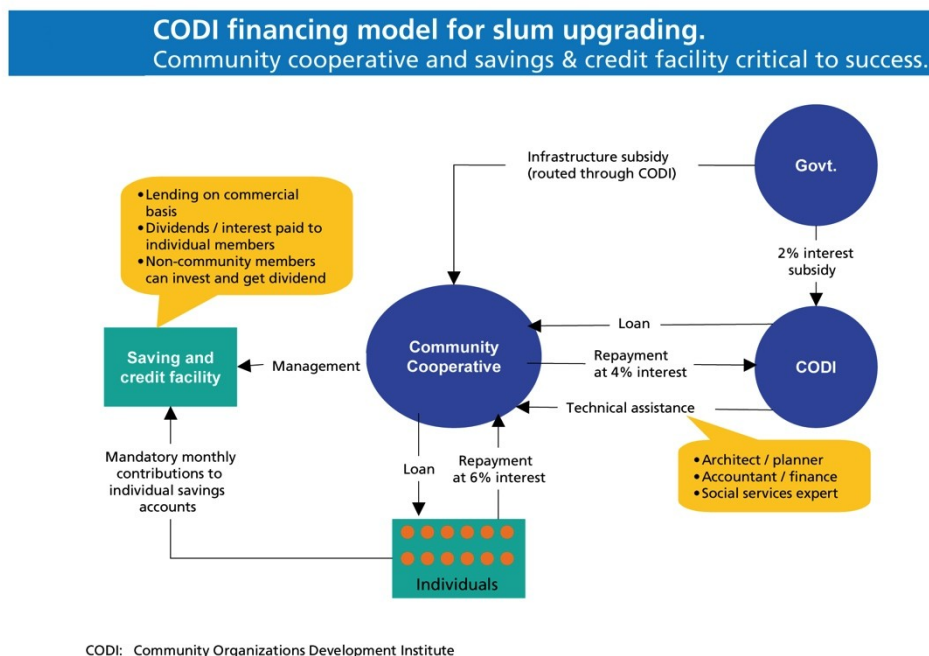 CODI financing model for slum upgrading.
Community cooperative and savings & credit facility critical to success.
Infrastructure subsidy
(routed through CODI)
Govt.
•Lending on commercial
basis
•Dividends / interest paid to
individual members
•Non-community members
can invest and get dividend
2% interest
subsidy
Saving and
credit facility
Management
Community
Cooperative
Loan
Repayment
at 4% interest
Technical assistance
CODI
•Architect / planner
•Accountant / finance
•Social services expert
Mandatory monthly
contributions to
individual savings
accounts
Loan
Repayment
at 6% interest
Individuals
CODI: Community Organizations Development Institute